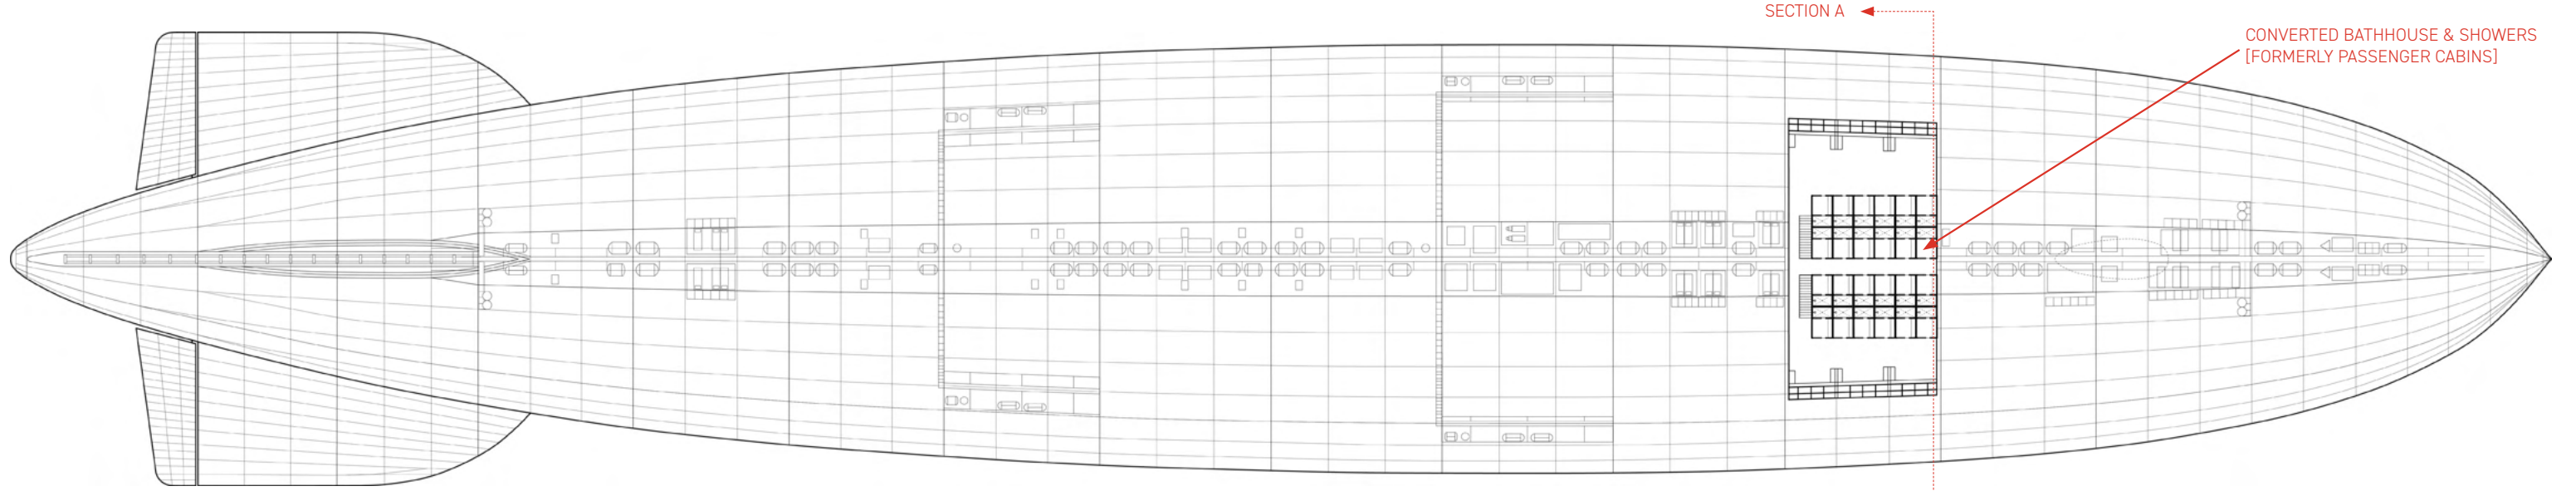 SECTION A
CONVERTED BATHHOUSE & SHOWERS
[FORMERLY PASSENGER CABINS]